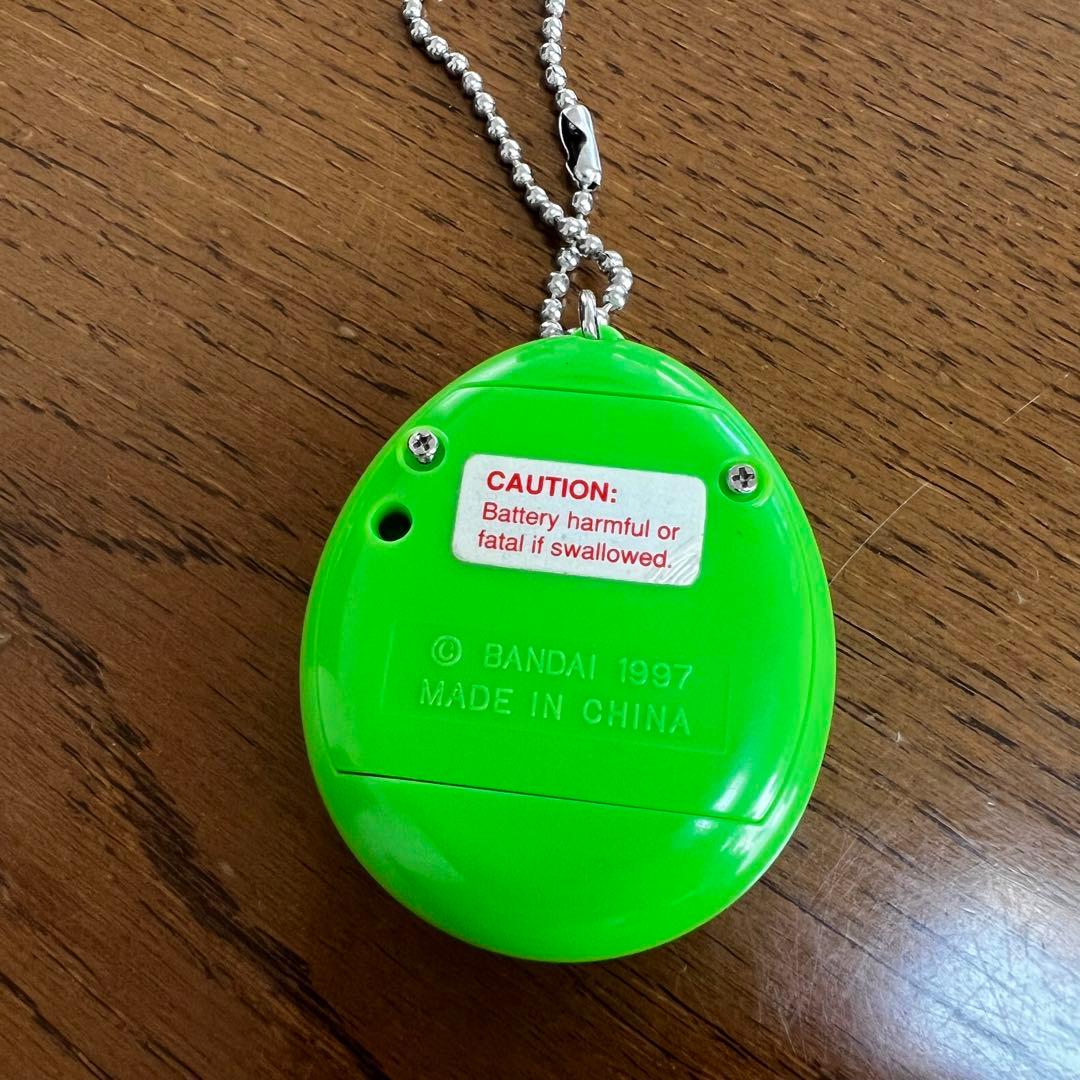 CAUTION:
Battery harmful or
fatal if swallowed.
© BANDAI 1997
MADE IN CHINA